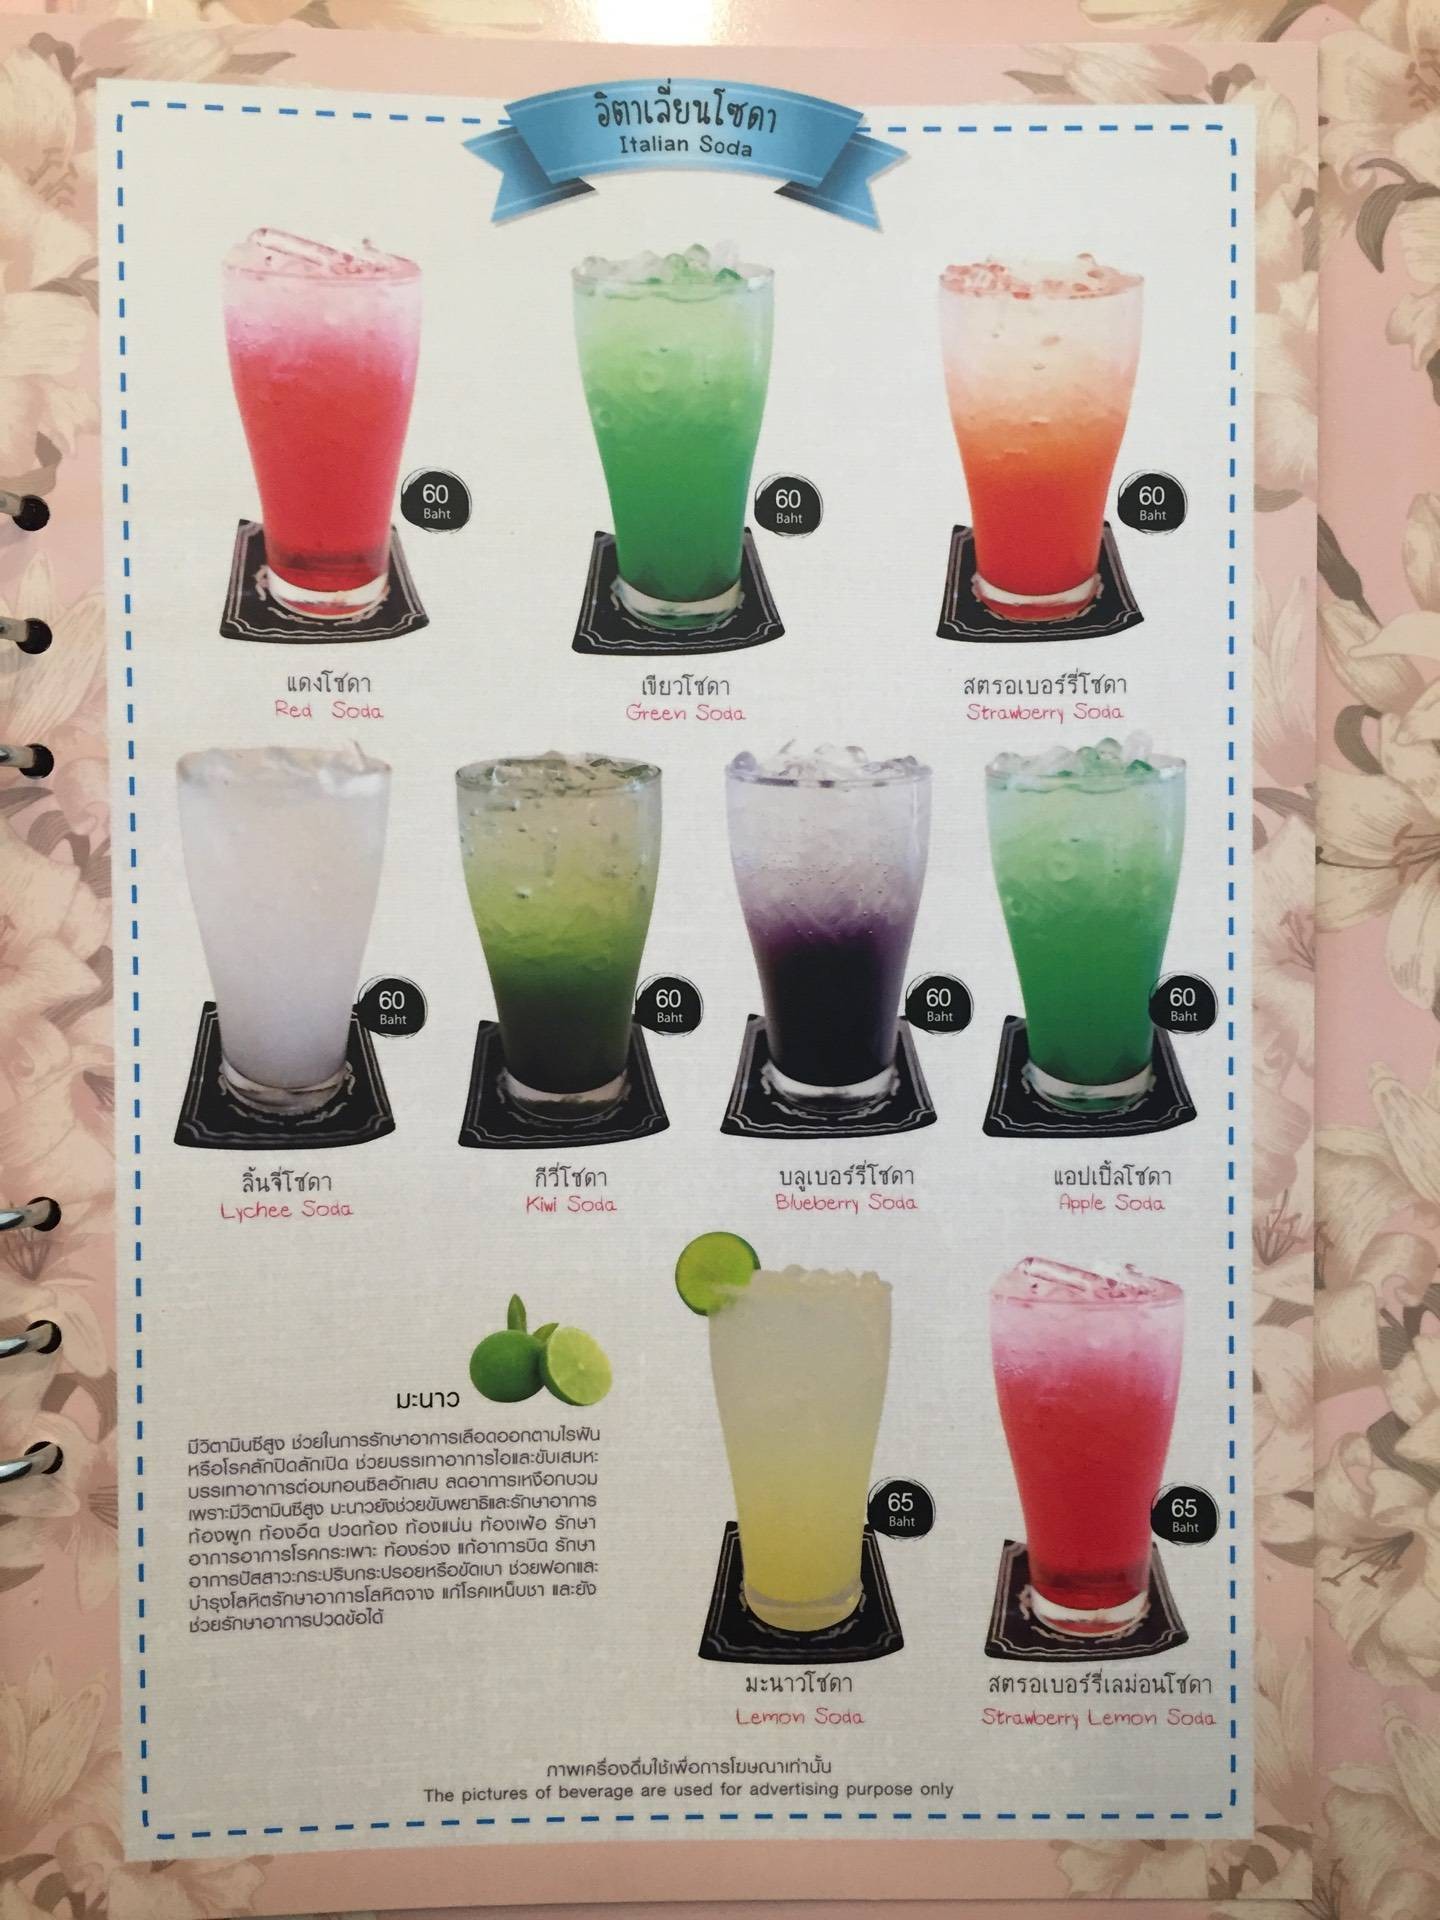 อิตาเลี่ยนโซดา
Italian Soda
60
Baht
60
Baht
60
Baht
แดงโซดา
Red Soda
เขียวโซดา
Green Soda
สตรอเบอร์รี่โซดา
Strawberry Soda
60
Baht
60
Baht
60
Baht
60
Baht
ลิ้นจี่โซดา
Lychee Soda
กีวี่โซดา
Kiwi Soda
บลูเบอร์รี่โซดา
Blueberry Soda
แอปเปิ้ลโซดา
Apple Soda
มะนาว
มีวิตามินซีสูง ช่วยในการรักษาอาการเลือดออกตามไรฟัน
หรือโรคลักปิดลักเปิด ช่วยบรรเทาอาการไอและขับเสมหะ
บรรเทาอาการต่อมทอนซิลอักเสบ ลดอาการเหงือกบวม
เพราะมีวิตามินซีสูง มะนาวยังช่วยขับพยาธิและรักษาอาการ
ท้องผูก ท้องอืด ปวดท้อง ท้องแน่น ท้องเฟ้อ รักษา
อาการอาการโรคกระเพาะ ท้องร่วง แก้อาการบิด รักษา
อาการปัสสาวะกระปริบกระปรอยหรือขัดเบา ช่วยฟอกและ
บำรุงโลหิตรักษาอาการโลหิตจาง แก้โรคเหน็บชา และยัง
ช่วยรักษาอาการปวดข้อได้
65
Baht
65
Baht
มะนาวโซดา
Lemon Soda
สตรอเบอร์รี่เลม่อนโซดา
Strawberry Lemon Soda
ภาพเครื่องดื่มใช้เพื่อการโฆษณาเท่านั้น
The pictures of beverage are used for advertising purpose only